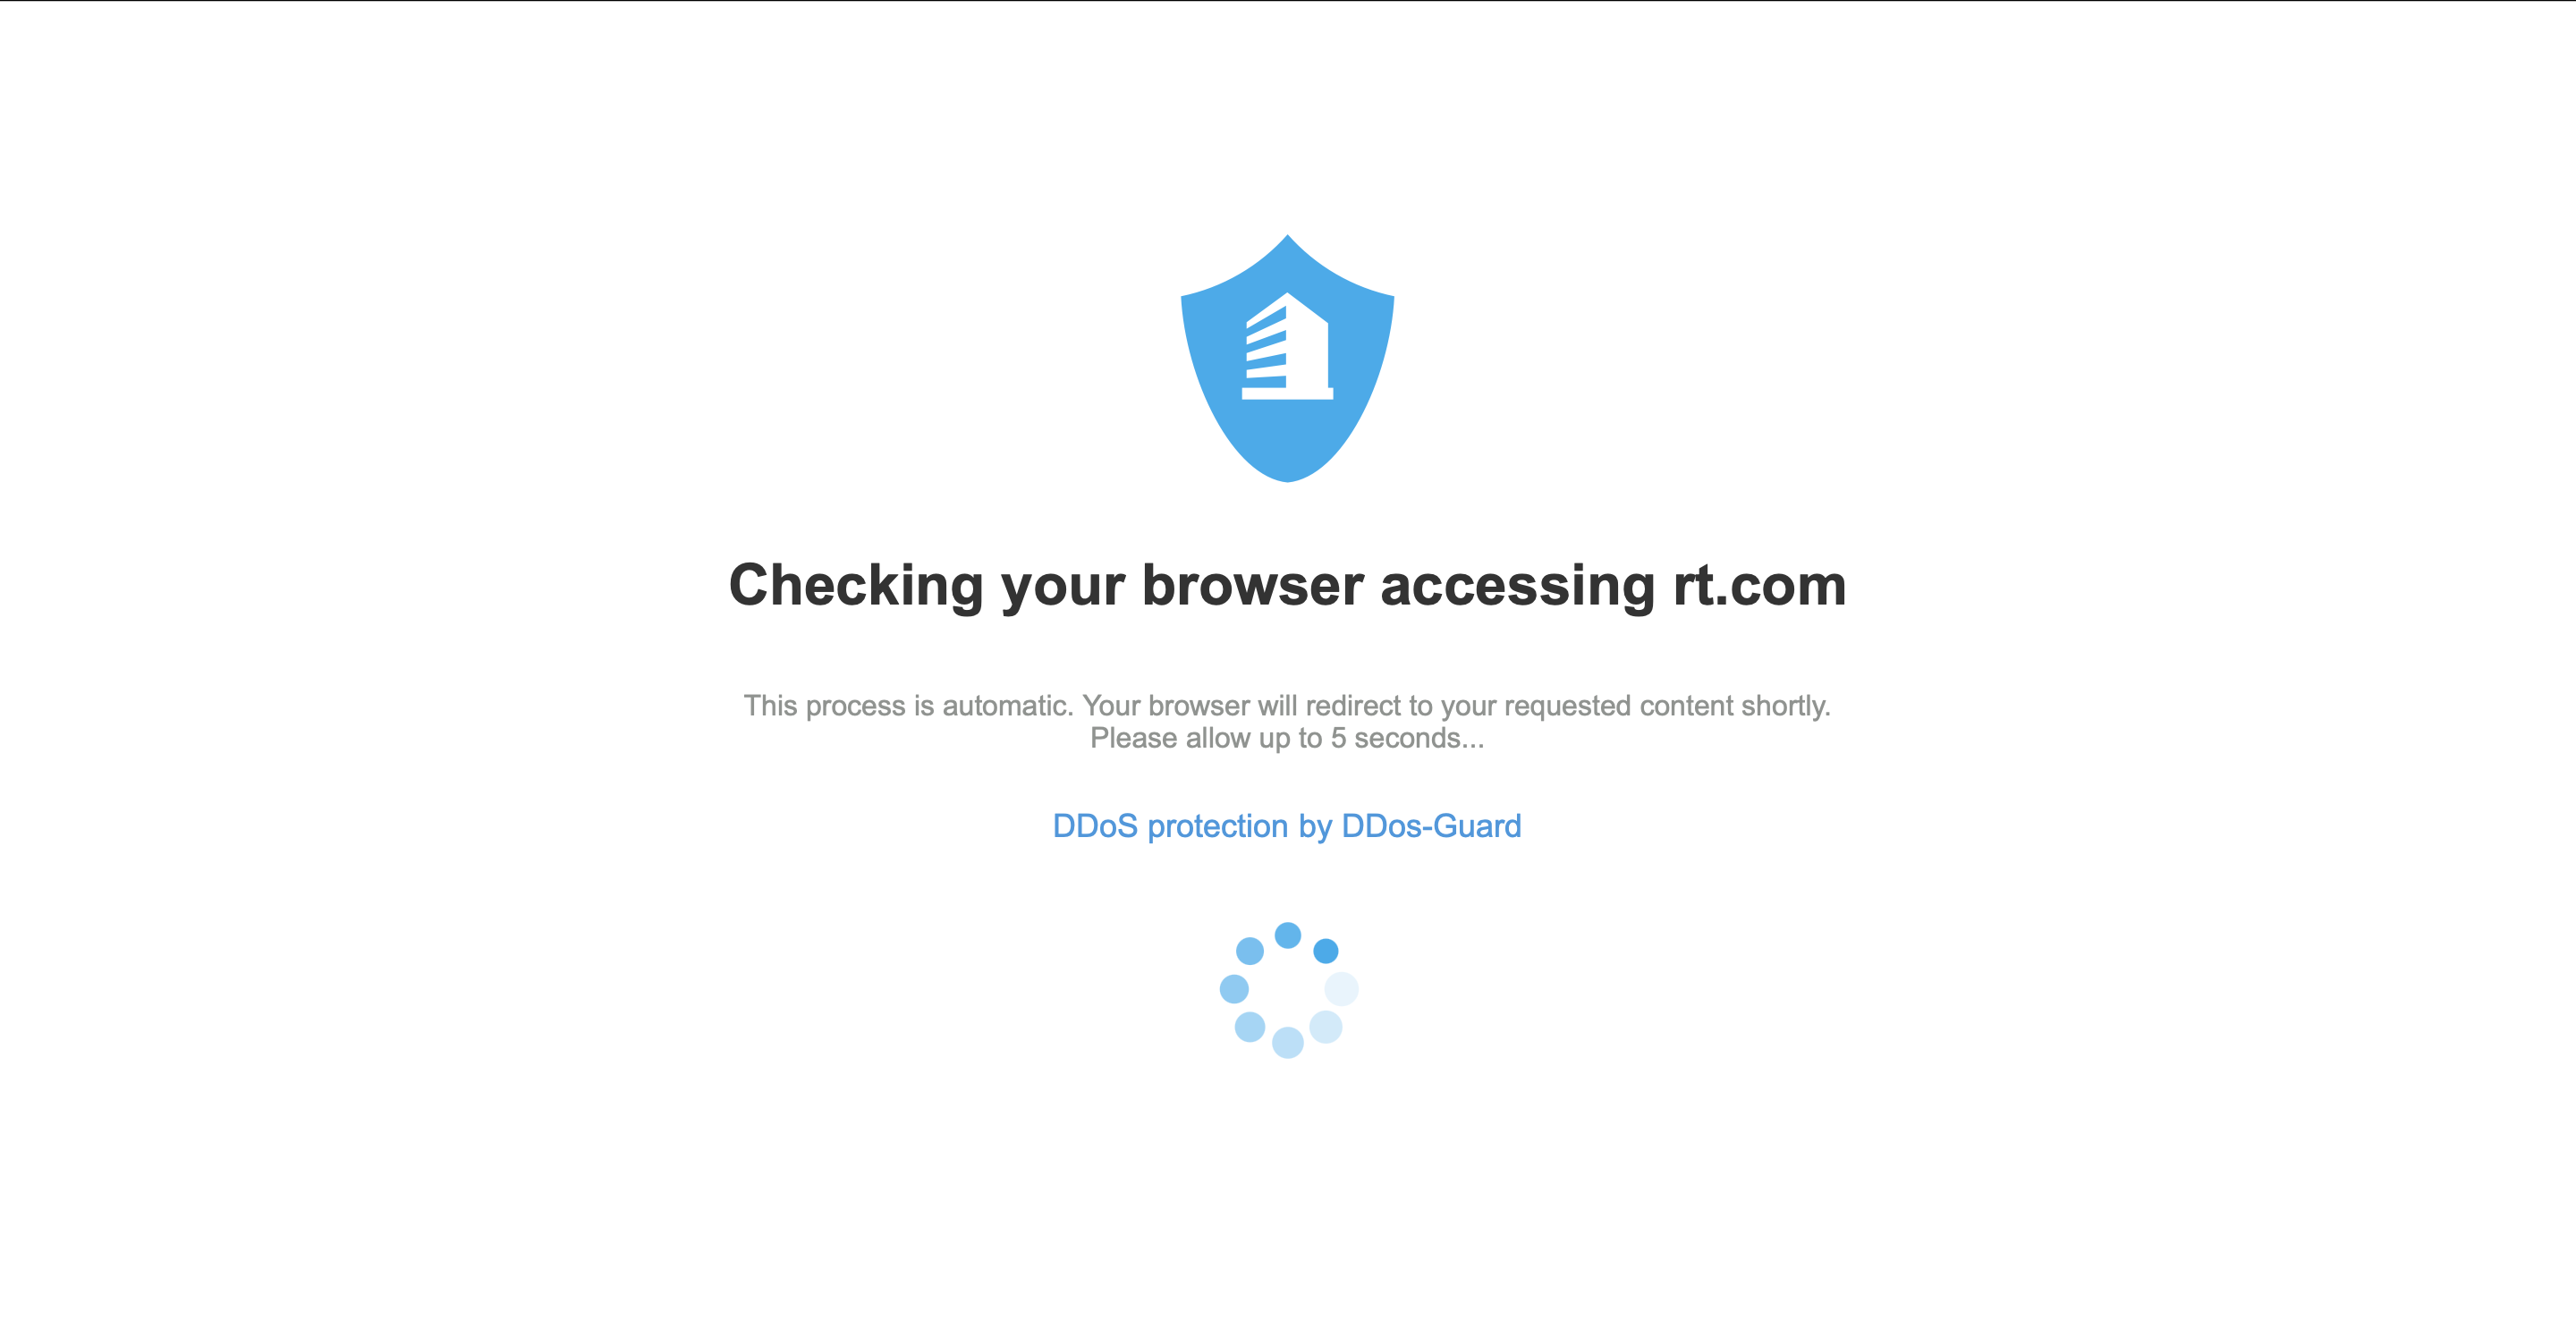 Checking your browser accessing rt.com
This process is automatic. Your browser will redirect to your requested content shortly.
Please allow up to 5 seconds...
DDoS protection by DDos-Guard